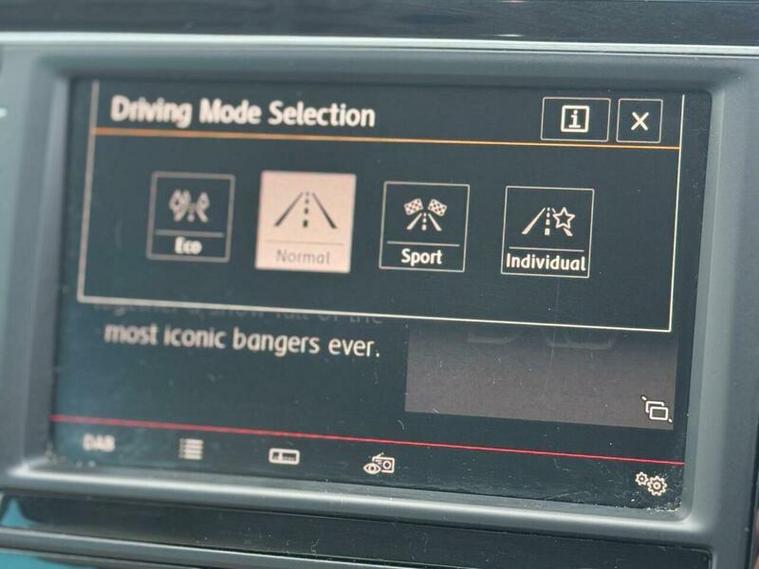 Driving Mode Selection
Eco
Normal
Sport
Individual
most iconic bangers ever.
DAB